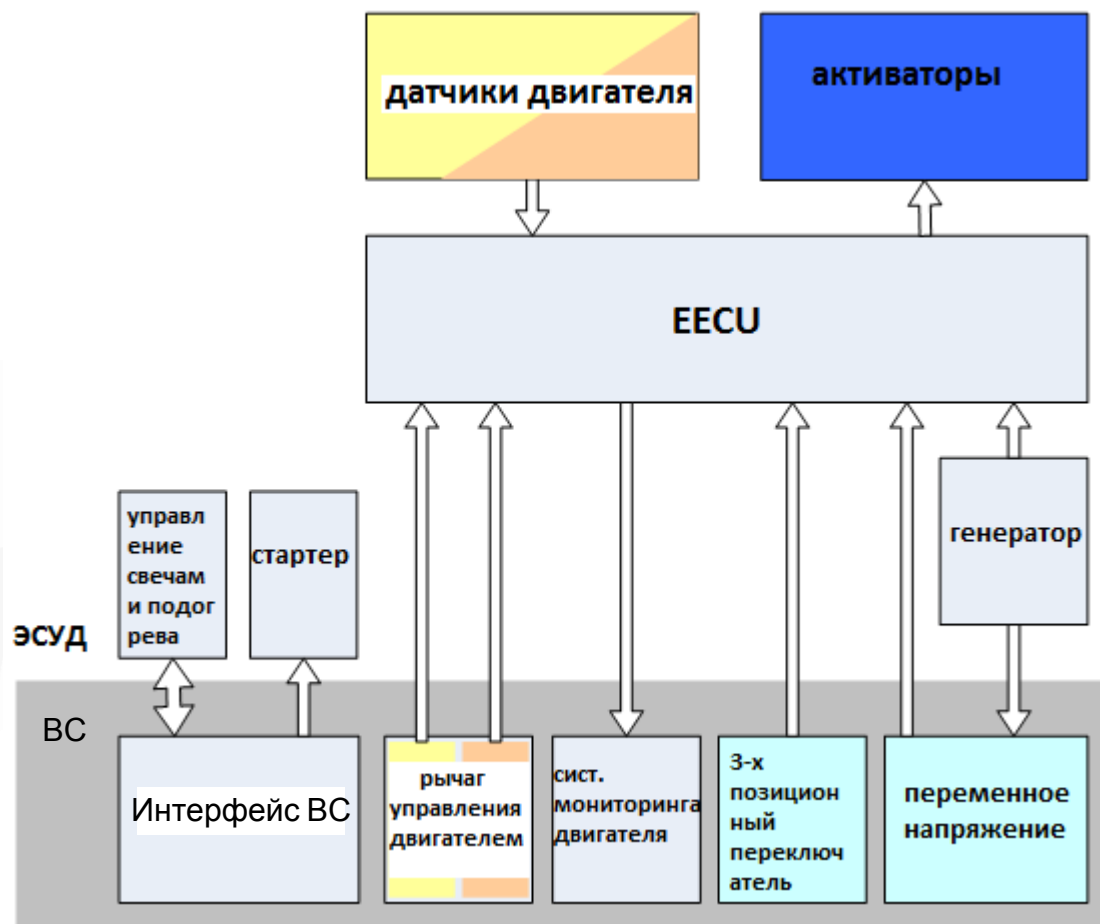 датчики двигателя
активаторы
EECU
управл
ение
свечам
и подог
рева
стартер
генератор
ЭСУД
ВС
Интерфейс ВС
рычаг
управления
двигателем
сист.
мониторинга
двигателя
3-х
позицион
ный
переключ
атель
переменное
напряжение